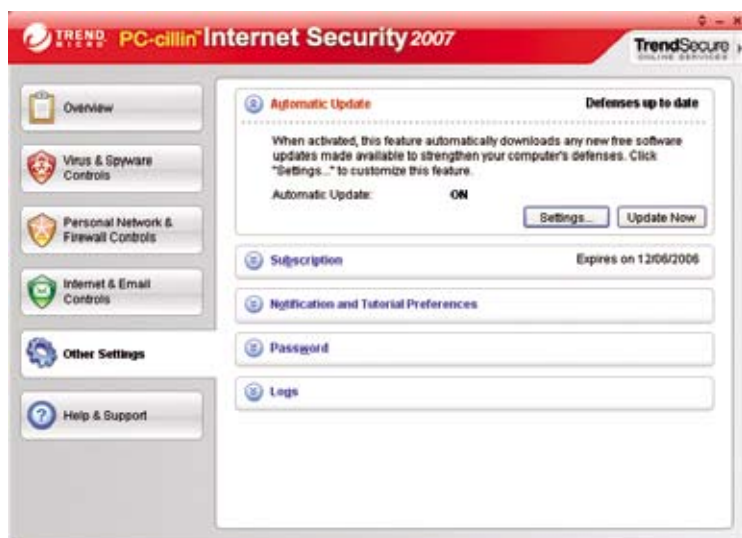 TREND MICRO PC-cillin Internet Security 2007
TrendSecure
ONLINE SERVICES
Overview
Virus & Spyware
Controls
Personal Network &
Firewall Controls
Internet & Email
Controls
Other Settings
Help & Support
Automatic Update Defenses up to date
When activated, this feature automatically downloads any new free software
updates made available to strengthen your computer's defenses. Click
"Settings..." to customize this feature.
Automatic Update: ON
Settings... Update Now
Subscription Expires on 12/06/2006
Notification and Tutorial Preferences
Password
Logs